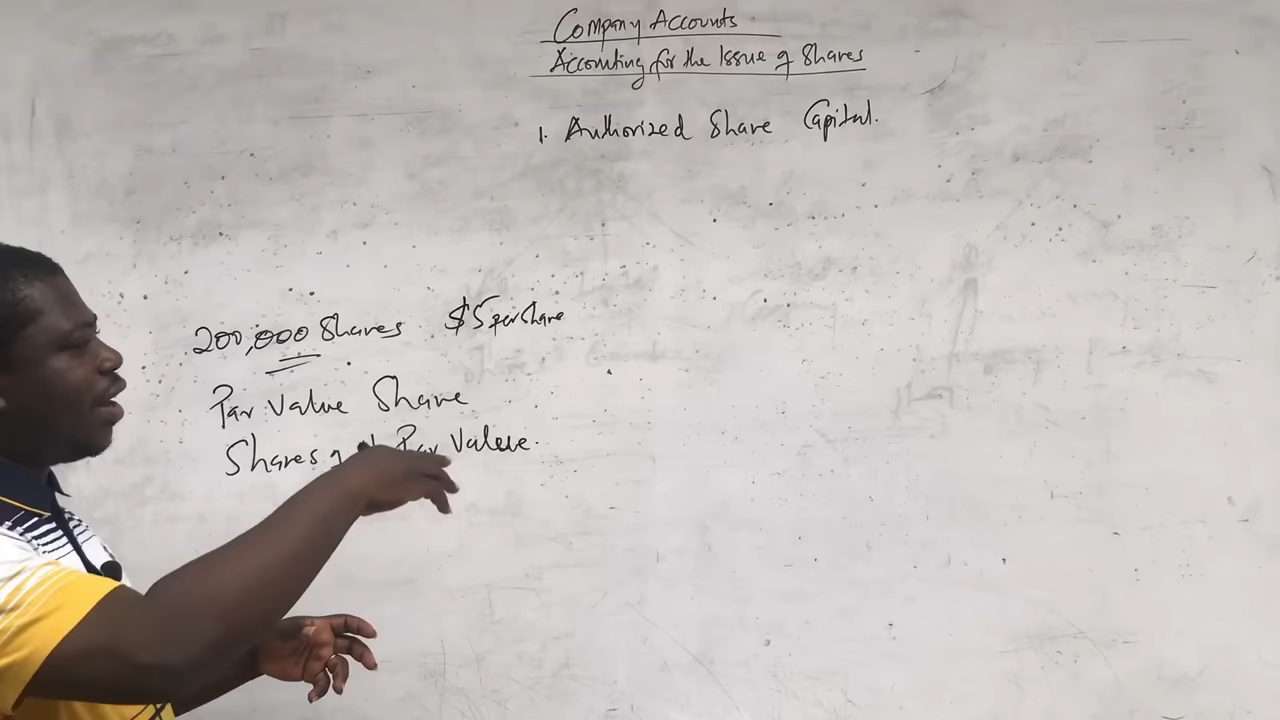 Company Accounts
Accounting for the Issue of Shares
1. Authorized Share Capital.
200,000 Shares $5 per share
Par Value Share
Shares Par Value.